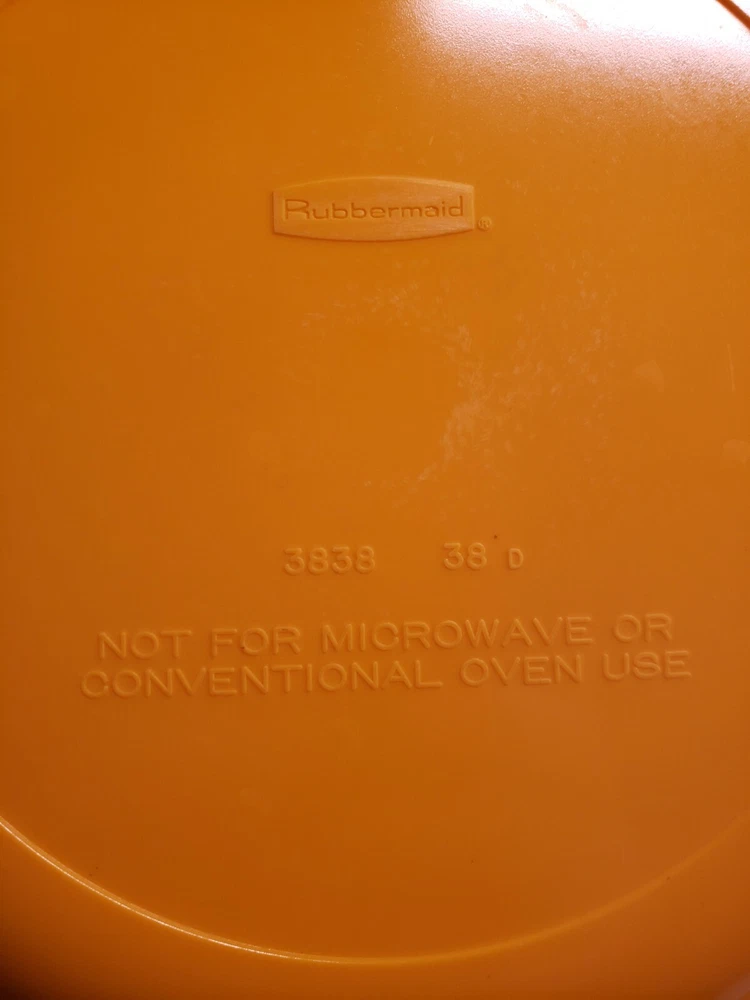 Rubbermaid®
3838 38 D
NOT FOR MICROWAVE OR
CONVENTIONAL OVEN USE